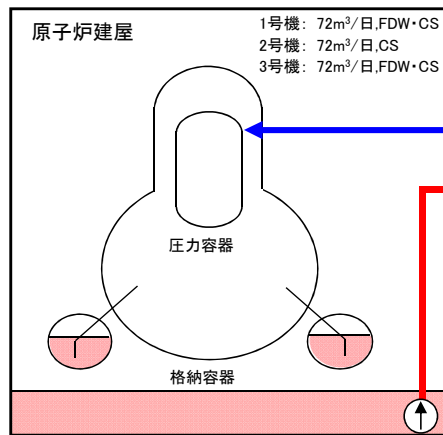 原子炉建屋
1号機： 72m³/日,FDW・CS
2号機： 72m³/日,CS
3号機： 72m³/日,FDW・CS
圧力容器
格納容器